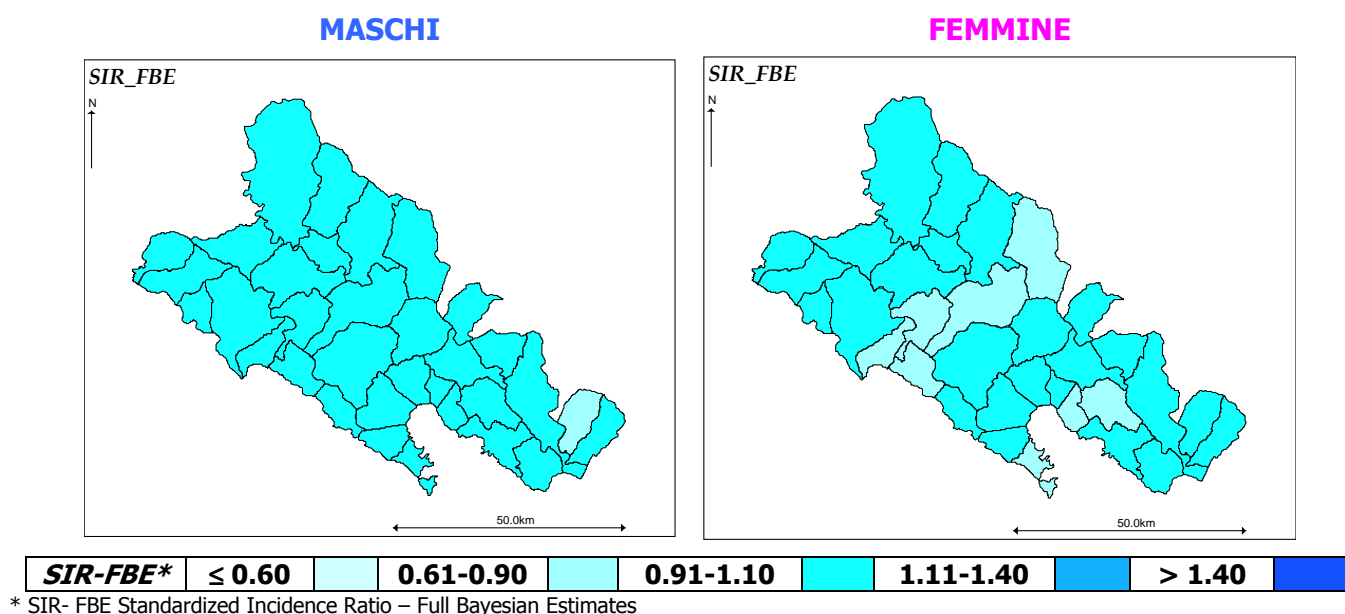 MASCHI
FEMMINE
SIR_FBE
N
50.0km
SIR_FBE
N
50.0km
SIR-FBE* ≤ 0.60 0.61-0.90 0.91-1.10 1.11-1.40 > 1.40
* SIR- FBE Standardized Incidence Ratio – Full Bayesian Estimates